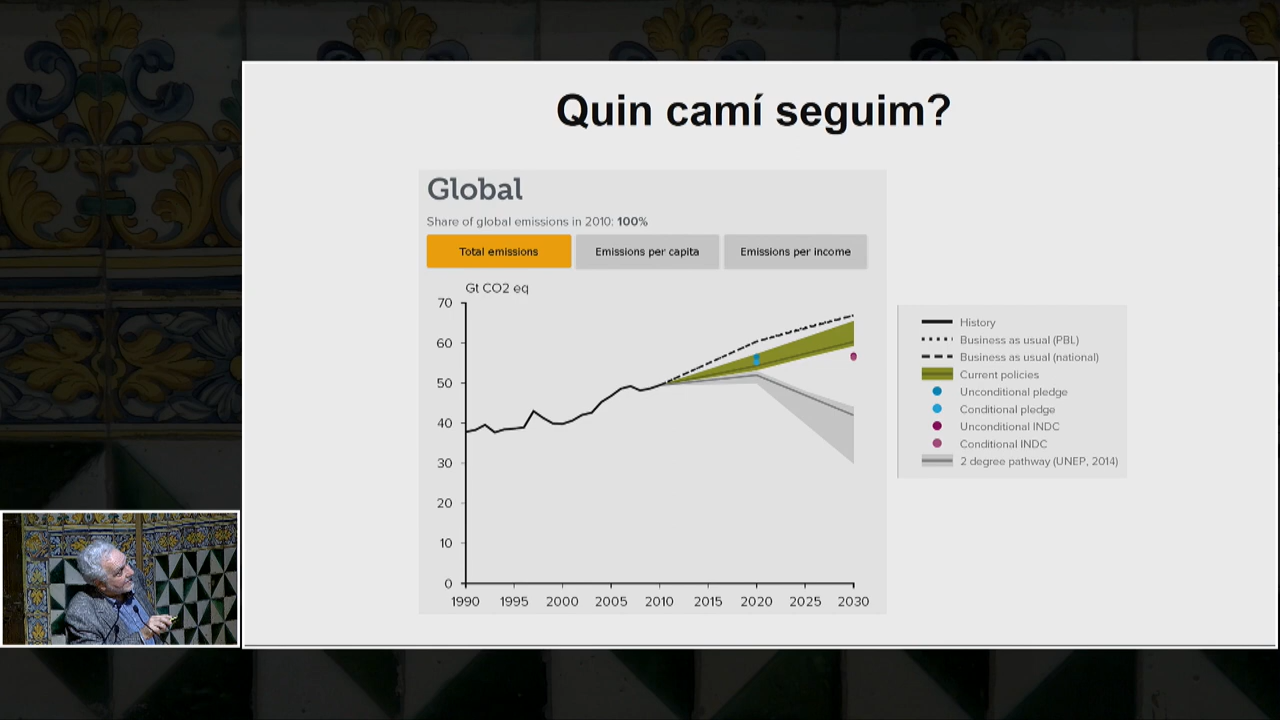 Quin camí seguim?
Global
Share of global emissions in 2010: 100%
Total emissions
Emissions per capita
Emissions per income
Gt CO2 eq
70
60
50
40
30
20
10
0
1990 1995 2000 2005 2010 2015 2020 2025 2030
History
Business as usual (PBL)
Business as usual (national)
Current policies
Unconditional pledge
Conditional pledge
Unconditional INDC
Conditional INDC
2 degree pathway (UNEP, 2014)